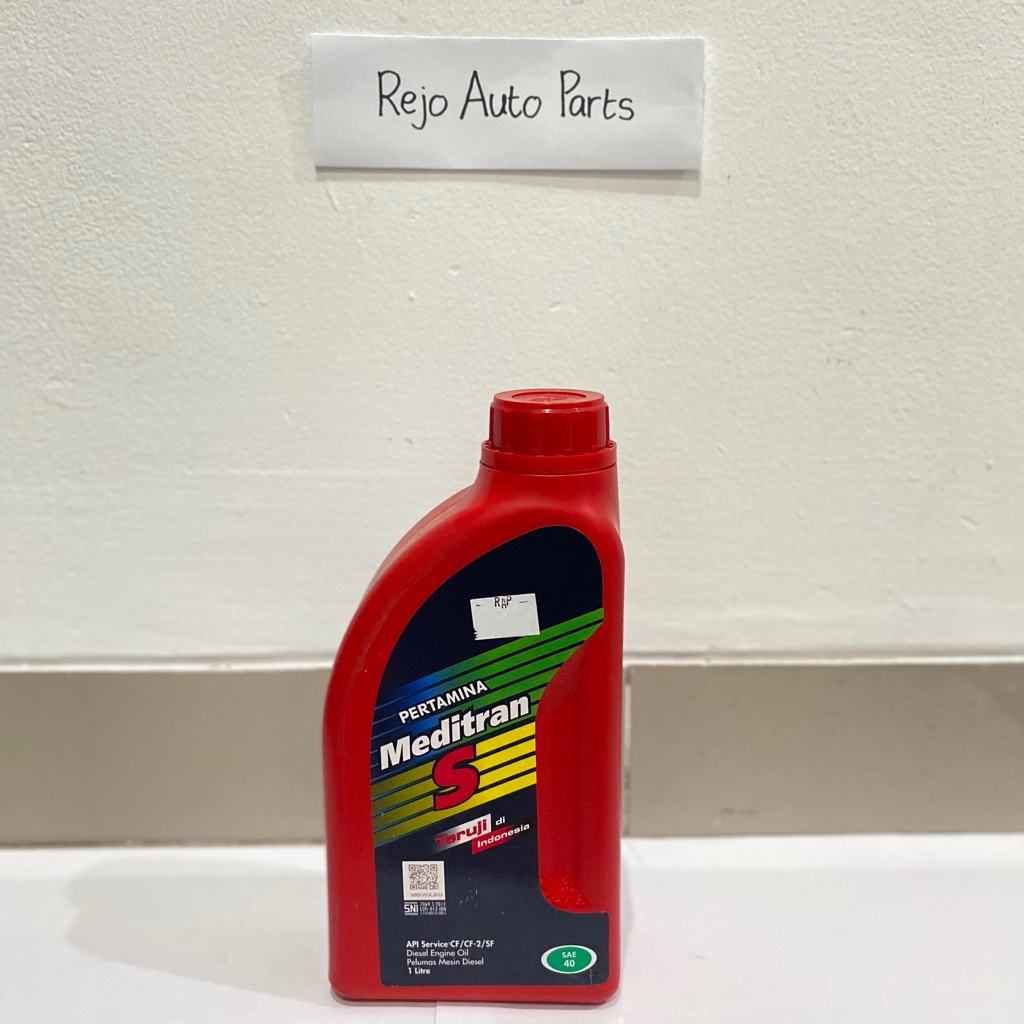 Rejo Auto Parts
- RAP -
PERTAMINA
Meditran
S
Teruji di
Indonesia
SNI
API Service CF/CF-2/SF
Diesel Engine Oil
Pelumas Mesin Diesel
1 Litre
SAE
40